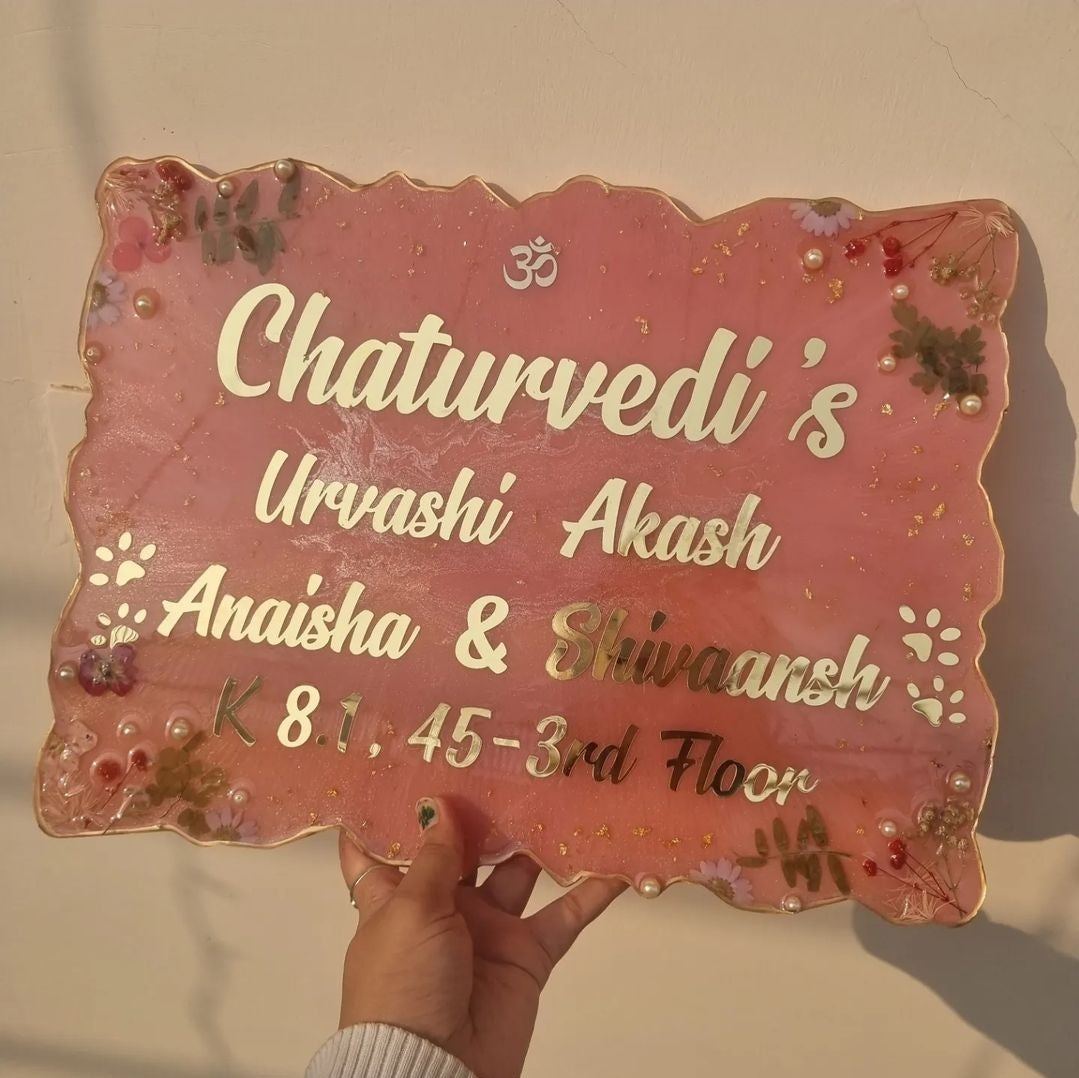 ॐ
Chaturvedi's
Urvashi Akash
Anaisha & Shivaansh
K 8.1, 45-3rd Floor